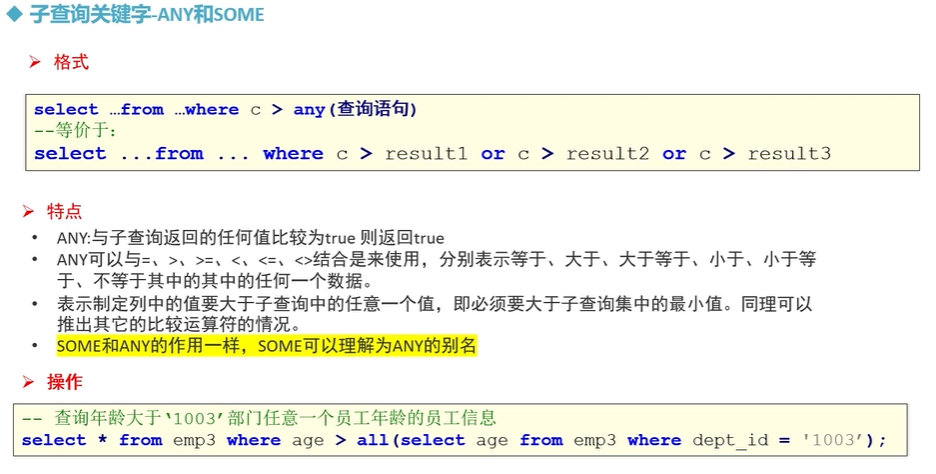 ◆ 子查询关键字-ANY和SOME
➢ 格式
select …from …where c > any(查询语句)
--等价于:
select ...from ... where c > result1 or c > result2 or c > result3
➢ 特点
• ANY:与子查询返回的任何值比较为true 则返回true
• ANY可以与=、>、>=、<、<=、<>结合是来使用，分别表示等于、大于、大于等于、小于、小于等
于、不等于其中的其中的任何一个数据。
• 表示制定列中的值要大于子查询中的任意一个值，即必须要大于子查询集中的最小值。同理可以
推出其它的比较运算符的情况。
• SOME和ANY的作用一样，SOME可以理解为ANY的别名
➢ 操作
-- 查询年龄大于‘1003’部门任意一个员工年龄的员工信息
select * from emp3 where age > all(select age from emp3 where dept_id = '1003’);